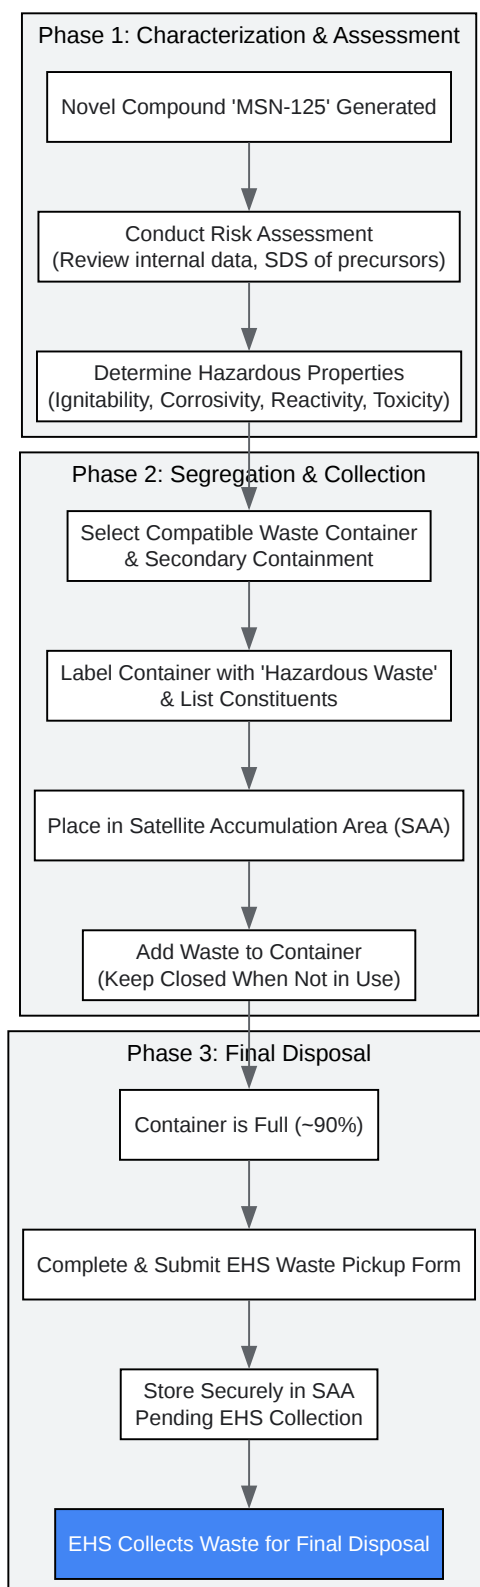 Phase 1: Characterization & Assessment
Novel Compound 'MSN-125' Generated
Conduct Risk Assessment
(Review internal data, SDS of precursors)
Determine Hazardous Properties
(Ignitability, Corrosivity, Reactivity, Toxicity)
Phase 2: Segregation & Collection
Select Compatible Waste Container
& Secondary Containment
Label Container with 'Hazardous Waste'
& List Constituents
Place in Satellite Accumulation Area (SAA)
Add Waste to Container
(Keep Closed When Not in Use)
Phase 3: Final Disposal
Container is Full (~90%)
Complete & Submit EHS Waste Pickup Form
Store Securely in SAA
Pending EHS Collection
EHS Collects Waste for Final Disposal